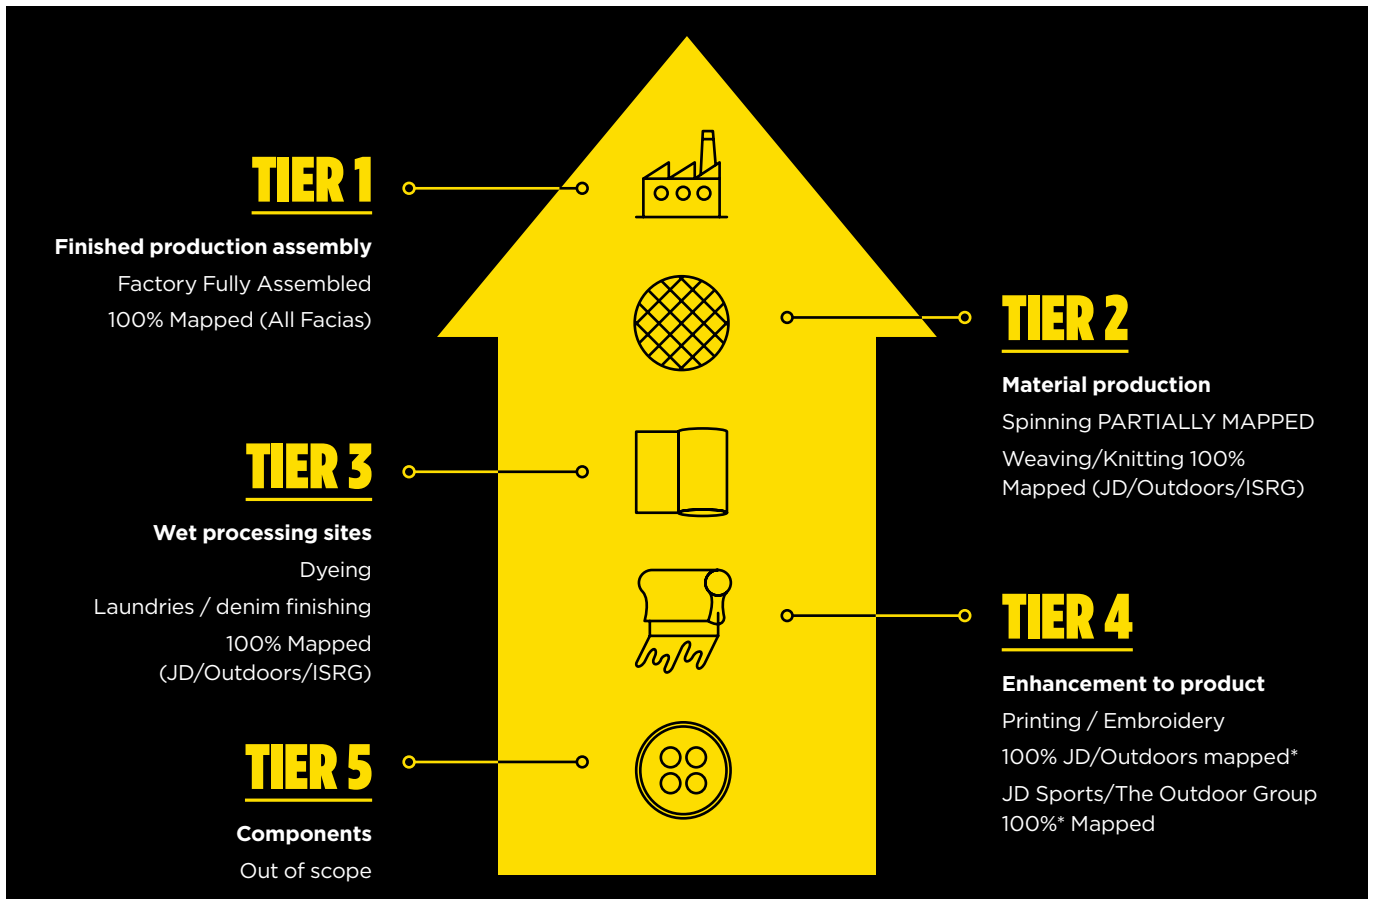 TIER 1
Finished production assembly
Factory Fully Assembled
100% Mapped (All Facias)
TIER 2
Material production
Spinning PARTIALLY MAPPED
Weaving/Knitting 100%
Mapped (JD/Outdoors/ISRG)
TIER 3
Wet processing sites
Dyeing
Laundries / denim finishing
100% Mapped
(JD/Outdoors/ISRG)
TIER 4
Enhancement to product
Printing / Embroidery
100% JD/Outdoors mapped*
JD Sports/The Outdoor Group
100%* Mapped
TIER 5
Components
Out of scope